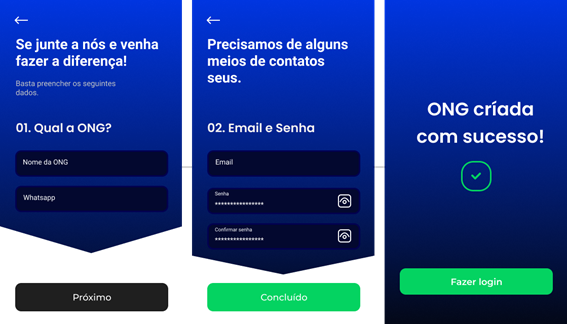 Se junte a nós e venha
fazer a diferença!
Basta preencher os seguintes
dados.
01. Qual a ONG?
Nome da ONG
Whatsapp
Próximo
Precisamos de alguns
meios de contatos
seus.
02. Email e Senha
Email
Senha
****************
Confirmar senha
****************
Concluído
ONG críada
com sucesso!
Fazer login